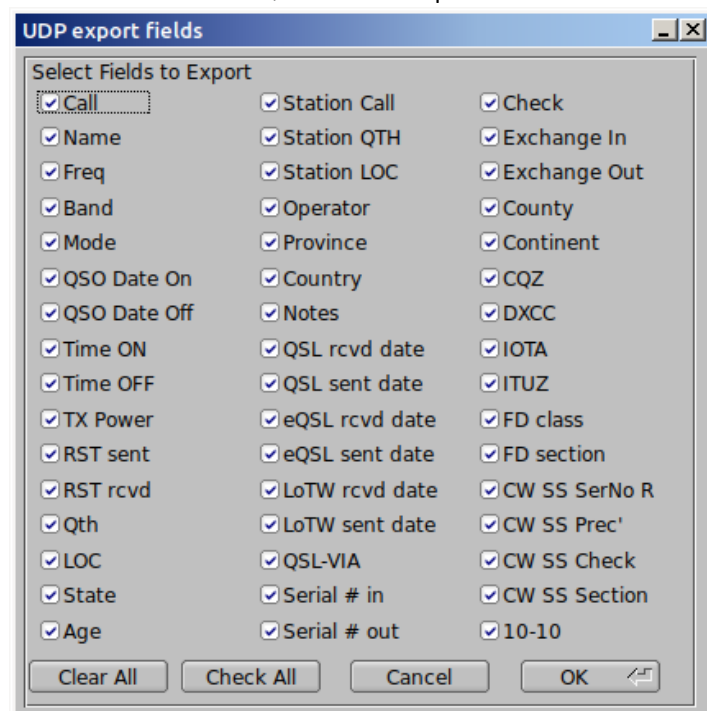 UDP export fields
Select Fields to Export
Call
Name
Freq
Band
Mode
QSO Date On
QSO Date Off
Time ON
Time OFF
TX Power
RST sent
RST rcvd
Qth
LOC
State
Age
Station Call
Station QTH
Station LOC
Operator
Province
Country
Notes
QSL rcvd date
QSL sent date
eQSL rcvd date
eQSL sent date
LoTW rcvd date
LoTW sent date
QSL-VIA
Serial # in
Serial # out
Check
Exchange In
Exchange Out
County
Continent
CQZ
DXCC
IOTA
ITUZ
FD class
FD section
CW SS SerNo R
CW SS Prec'
CW SS Check
CW SS Section
10-10
Clear All
Check All
Cancel
OK